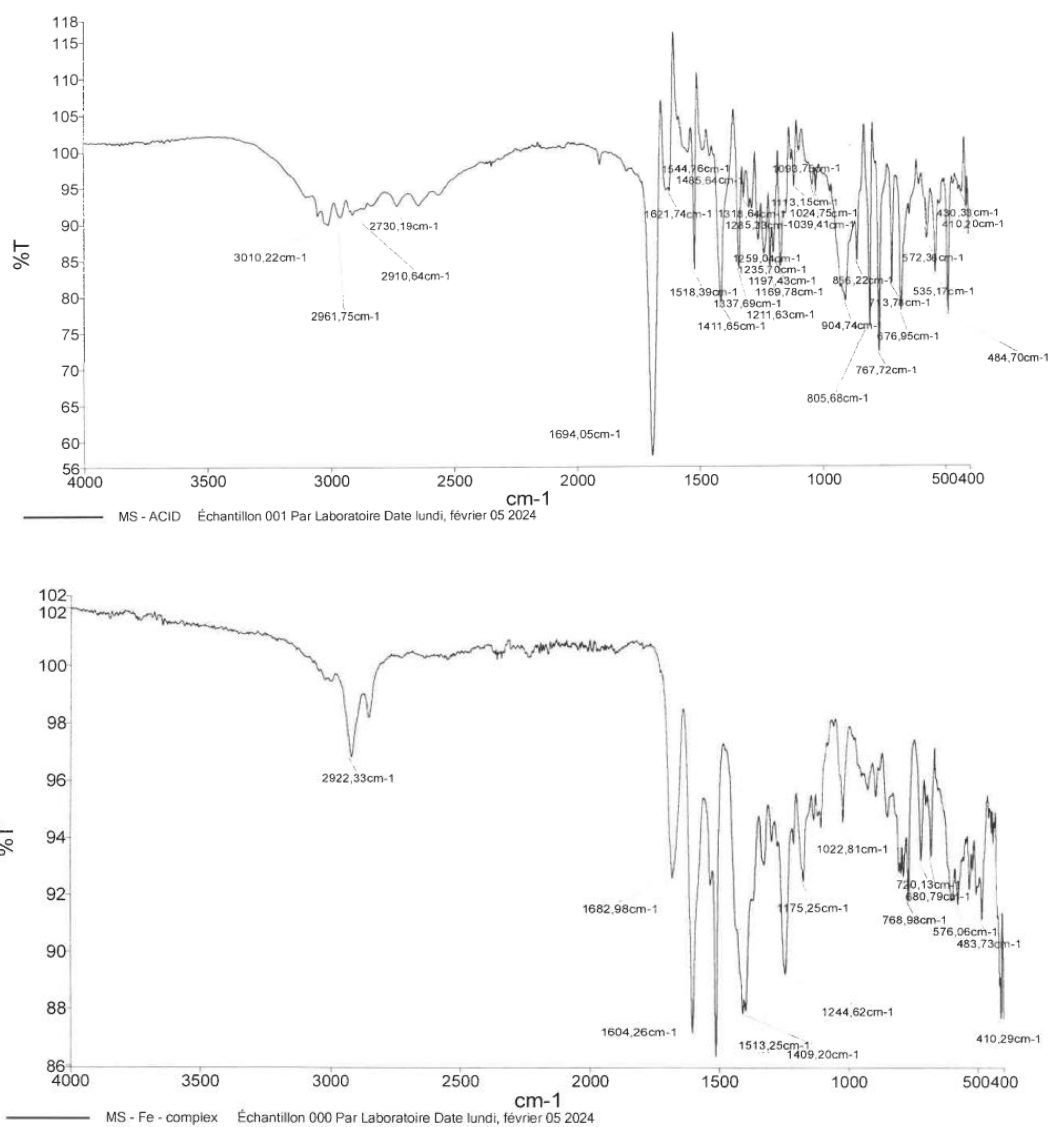 118
115
110
105
100
95
90
85
80
75
70
65
60
56
%T
3010,22cm-1
2961,75cm-1
2730,19cm-1
2910,64cm-1
1694,05cm-1
1544,76cm-1
1485,64cm-1
1621,74cm-1
1518,39cm-1
1411,65cm-1
1318,64cm-1
1285,33cm-1
1259,04cm-1
1235,70cm-1
1197,43cm-1
1169,78cm-1
1337,69cm-1
1211,63cm-1
1093,75cm-1
1113,15cm-1
1024,75cm-1
1039,41cm-1
856,22cm-1
904,74cm-1
805,68cm-1
767,72cm-1
713,78cm-1
676,95cm-1
572,36cm-1
535,17cm-1
430,33cm-1
410,20cm-1
484,70cm-1
4000 3500 3000 2500 2000 1500 1000 500400
cm-1
MS - ACID Échantillon 001 Par Laboratoire Date lundi, février 05 2024
102
102
100
98
96
94
92
90
88
86
%T
2922,33cm-1
1682,98cm-1
1604,26cm-1
1513,25cm-1
1409,20cm-1
1244,62cm-1
1175,25cm-1
1022,81cm-1
720,13cm-1
680,79cm-1
768,98cm-1
576,06cm-1
483,73cm-1
410,29cm-1
4000 3500 3000 2500 2000 1500 1000 500400
cm-1
MS - Fe - complex Échantillon 000 Par Laboratoire Date lundi, février 05 2024